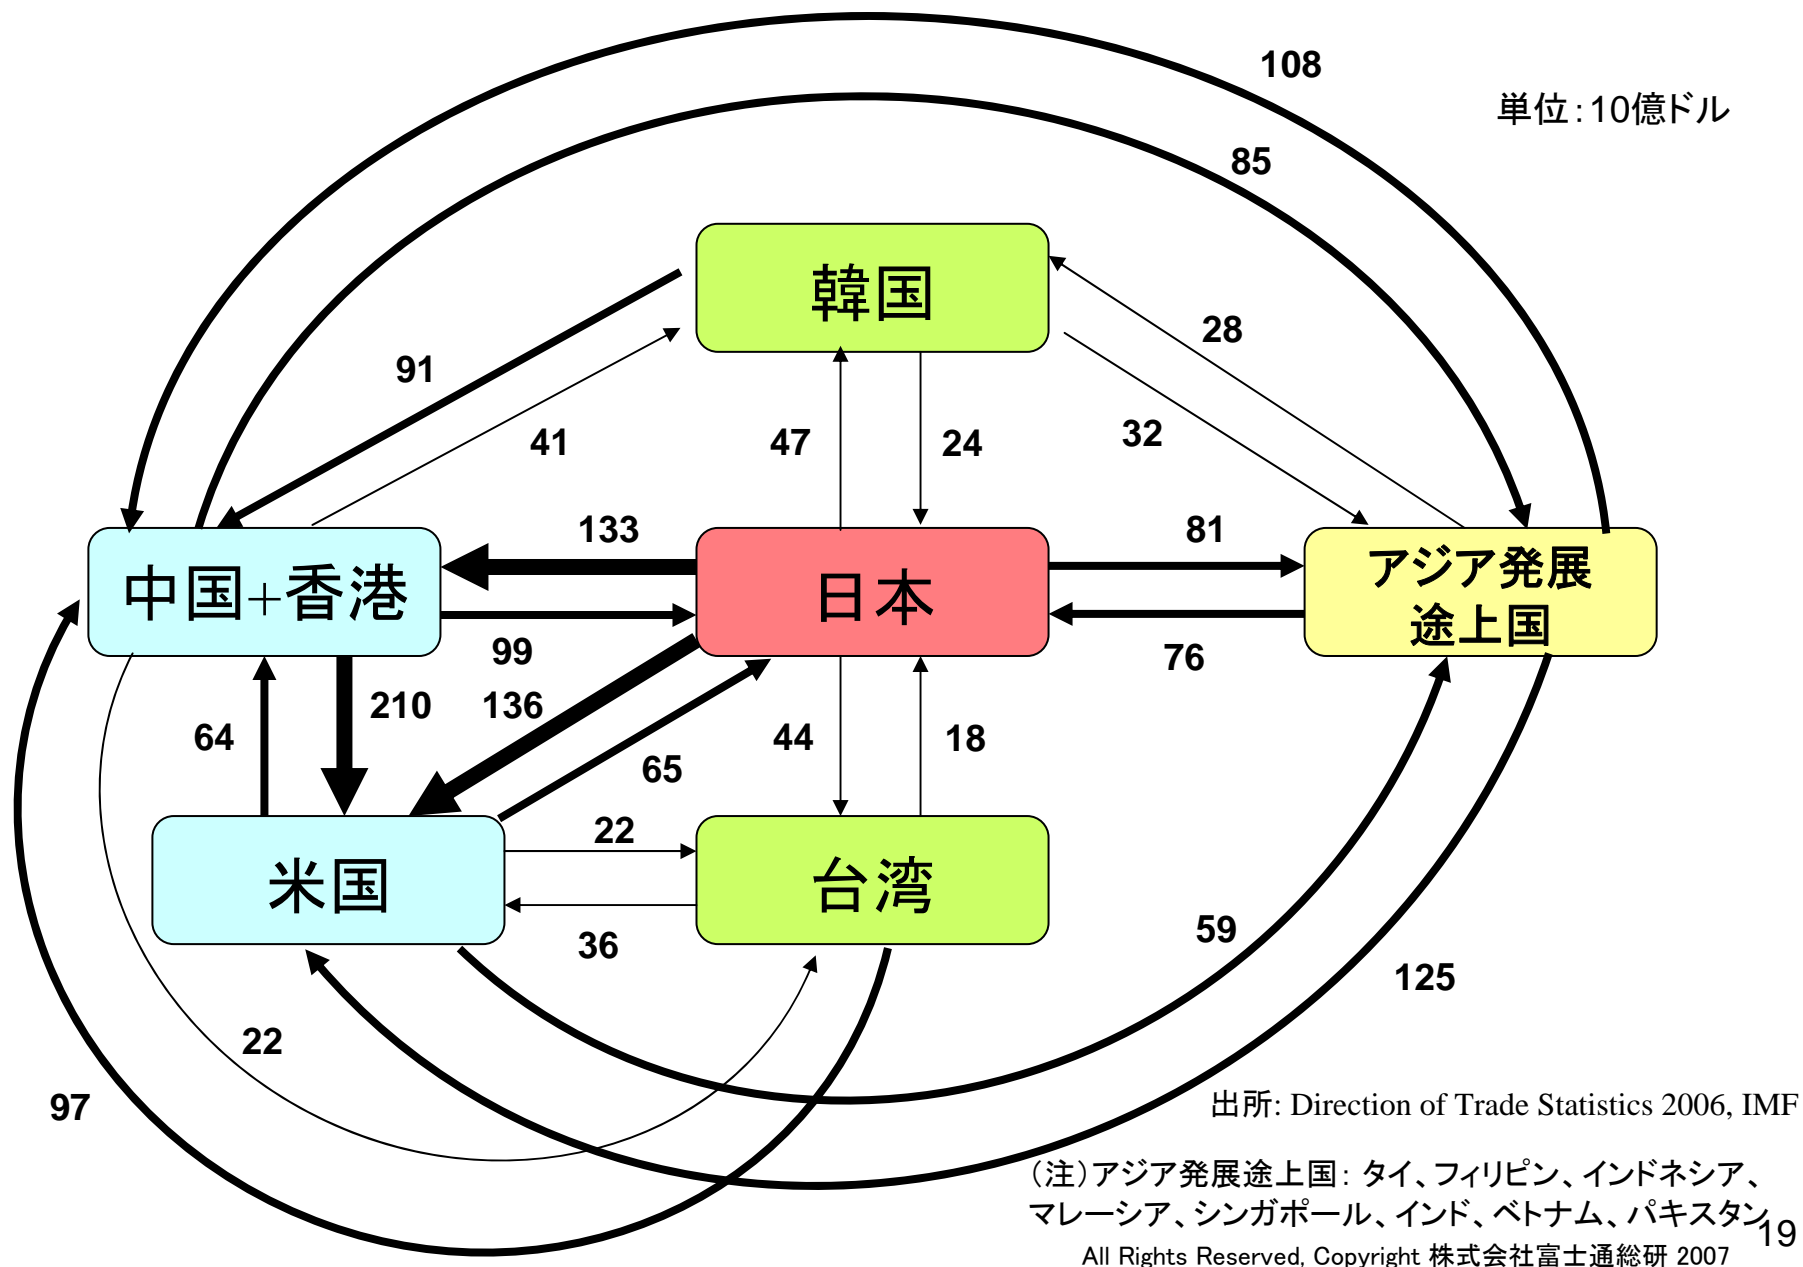 108
単位：10億ドル
85
韓国
28
91
41
47
24
32
133
81
中国+香港
日本
アジア発展
途上国
99
76
210
136
64
65
44
18
22
米国
台湾
36
59
125
22
97
出所: Direction of Trade Statistics 2006, IMF
（注）アジア発展途上国：タイ、フィリピン、インドネシア、
マレーシア、シンガポール、インド、ベトナム、パキスタン
19
All Rights Reserved, Copyright 株式会社富士通総研 2007